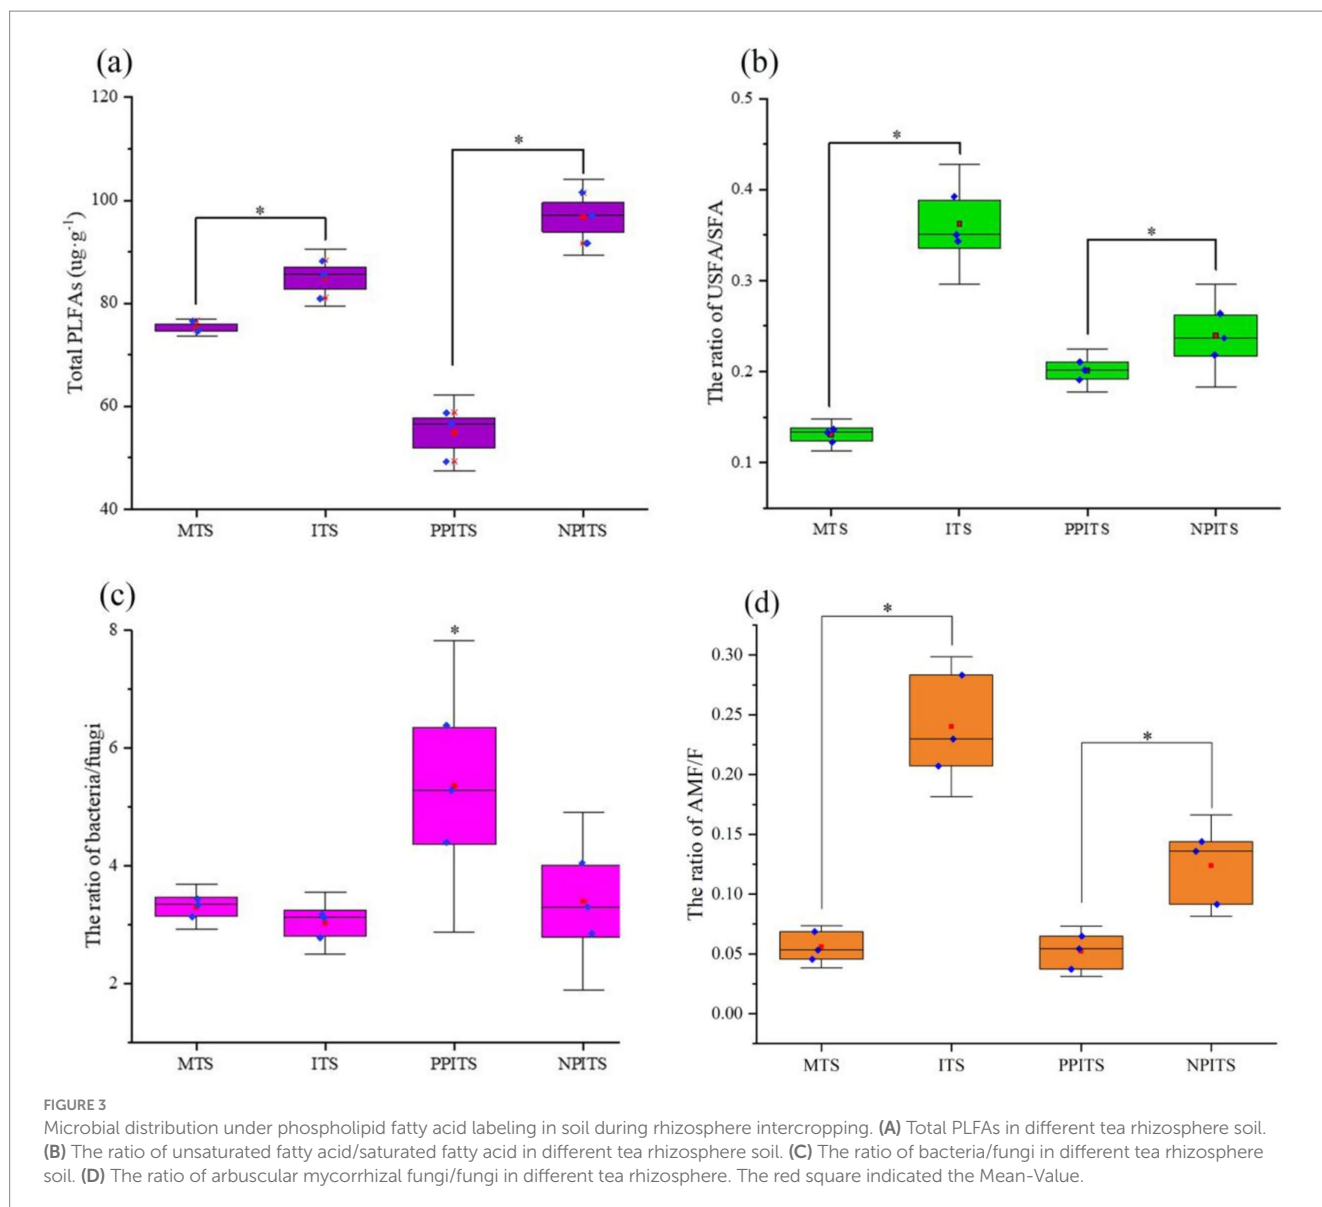 (a)
120
100
80
60
40
Total PLFAs (ug·g⁻¹)
*
*
MTS ITS PPITS NPITS
(b)
0.5
0.4
0.3
0.2
0.1
The ratio of USFA/SFA
*
*
MTS ITS PPITS NPITS
(c)
8
6
4
2
The ratio of bacteria/fungi
*
MTS ITS PPITS NPITS
(d)
0.30
0.25
0.20
0.15
0.10
0.05
0.00
The ratio of AMF/F
*
*
MTS ITS PPITS NPITS
FIGURE 3
Microbial distribution under phospholipid fatty acid labeling in soil during rhizosphere intercropping. (A) Total PLFAs in different tea rhizosphere soil.
(B) The ratio of unsaturated fatty acid/saturated fatty acid in different tea rhizosphere soil. (C) The ratio of bacteria/fungi in different tea rhizosphere
soil. (D) The ratio of arbuscular mycorrhizal fungi/fungi in different tea rhizosphere. The red square indicated the Mean-Value.